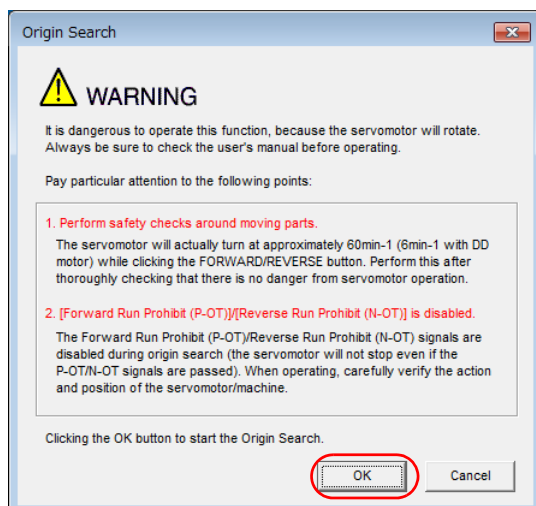 Origin Search
WARNING
It is dangerous to operate this function, because the servomotor will rotate.
Always be sure to check the user's manual before operating.
Pay particular attention to the following points:
1. Perform safety checks around moving parts.
The servomotor will actually turn at approximately 60min-1 (6min-1 with DD
motor) while clicking the FORWARD/REVERSE button. Perform this after
thoroughly checking that there is no danger from servomotor operation.
2. [Forward Run Prohibit (P-OT)]/[Reverse Run Prohibit (N-OT)] is disabled.
The Forward Run Prohibit (P-OT)/Reverse Run Prohibit (N-OT) signals are
disabled during origin search (the servomotor will not stop even if the
P-OT/N-OT signals are passed). When operating, carefully verify the action
and position of the servomotor/machine.
Clicking the OK button to start the Origin Search.
OK
Cancel